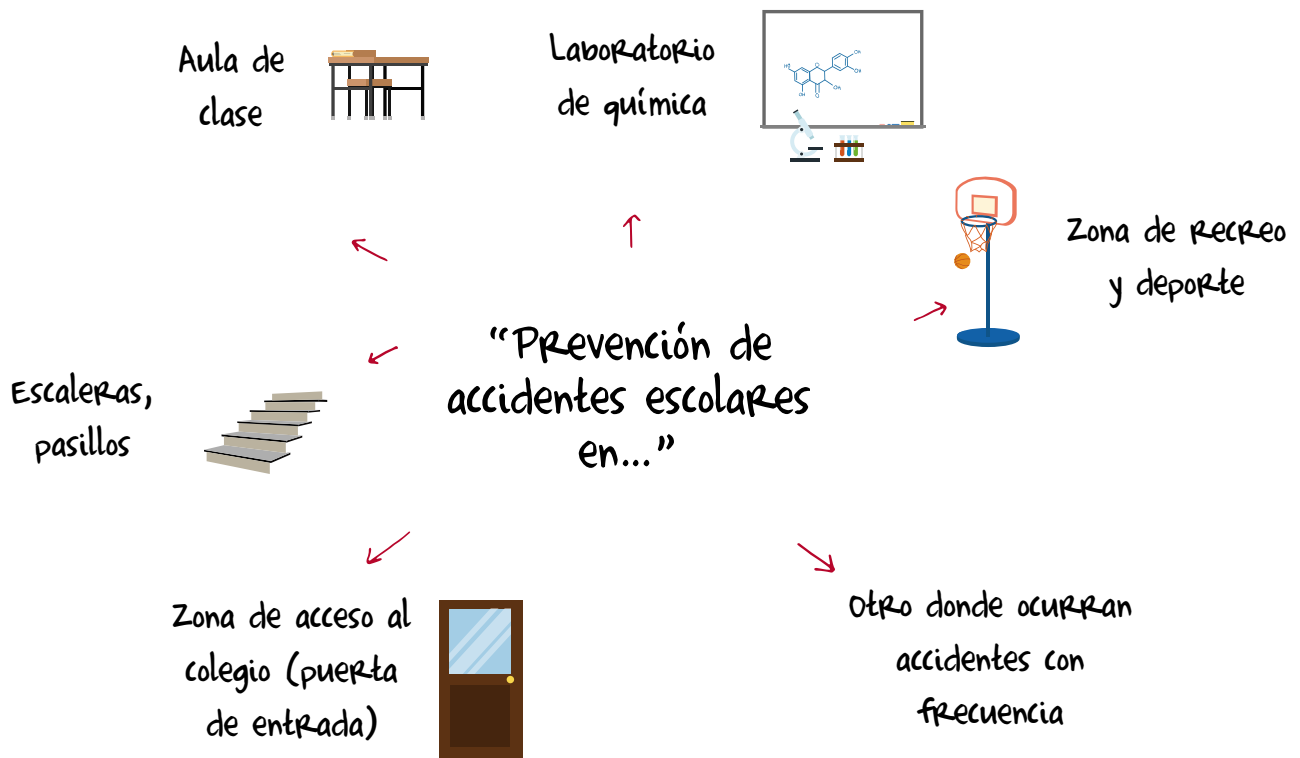 Aula de
clase
Laboratorio
de química
Zona de recreo
y deporte
“Prevención de
accidentes escolares
en...”
Escaleras,
pasillos
Zona de acceso al
colegio (puerta
de entrada)
Otro donde ocurran
accidentes con
frecuencia